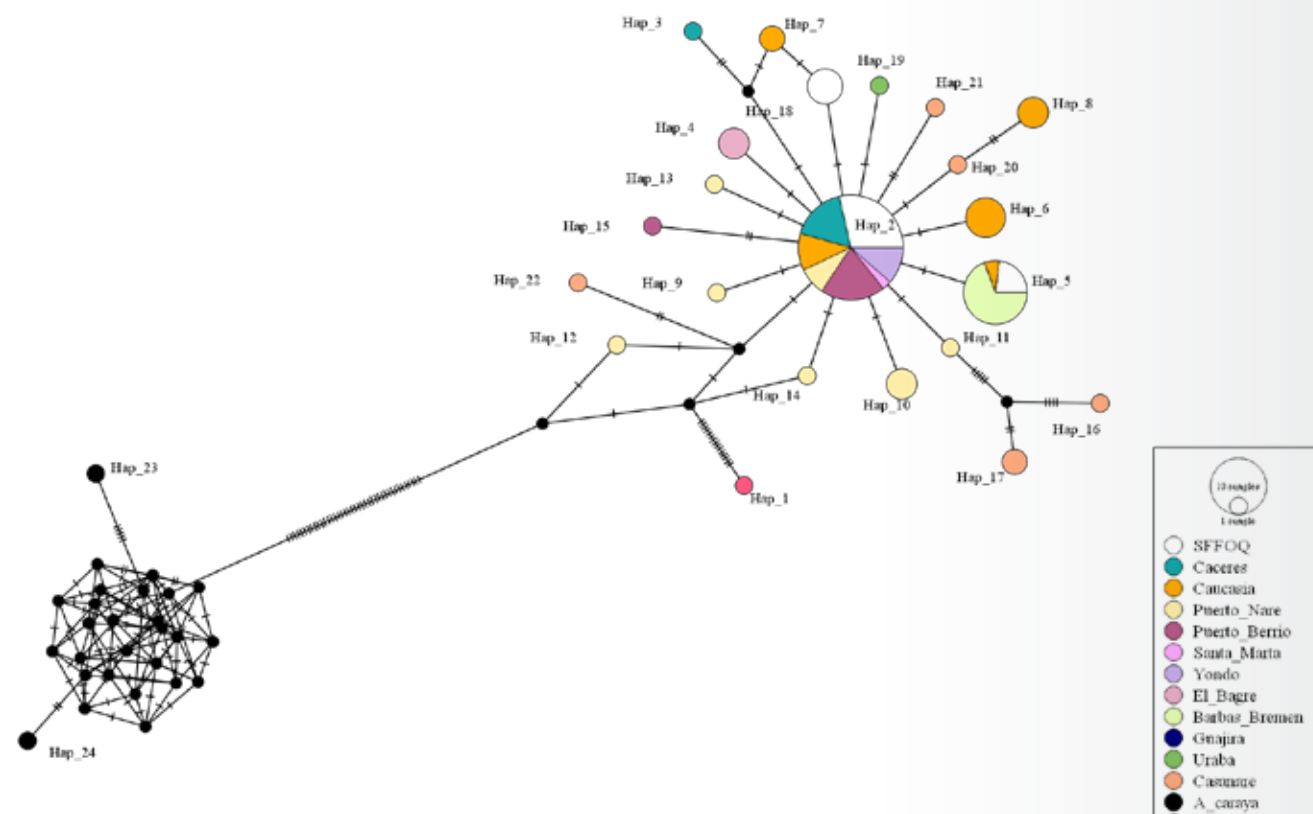 Hap_3
Hap_7
Hap_19
Hap_21
Hap_8
Hap_18
Hap_4
Hap_20
Hap_13
Hap_6
Hap_15
Hap_2
Hap_5
Hap_22
Hap_9
Hap_12
Hap_11
Hap_14
Hap_10
Hap_16
Hap_23
Hap_17
Hap_1
Hap_24
10 samples
1 sample
SFFOQ
Caceres
Caucasia
Puerto_Nare
Puerto_Berrio
Santa_Marta
Yondo
El_Bagre
Barbas_Bremen
Guajira
Uraba
Casanare
A_caraya